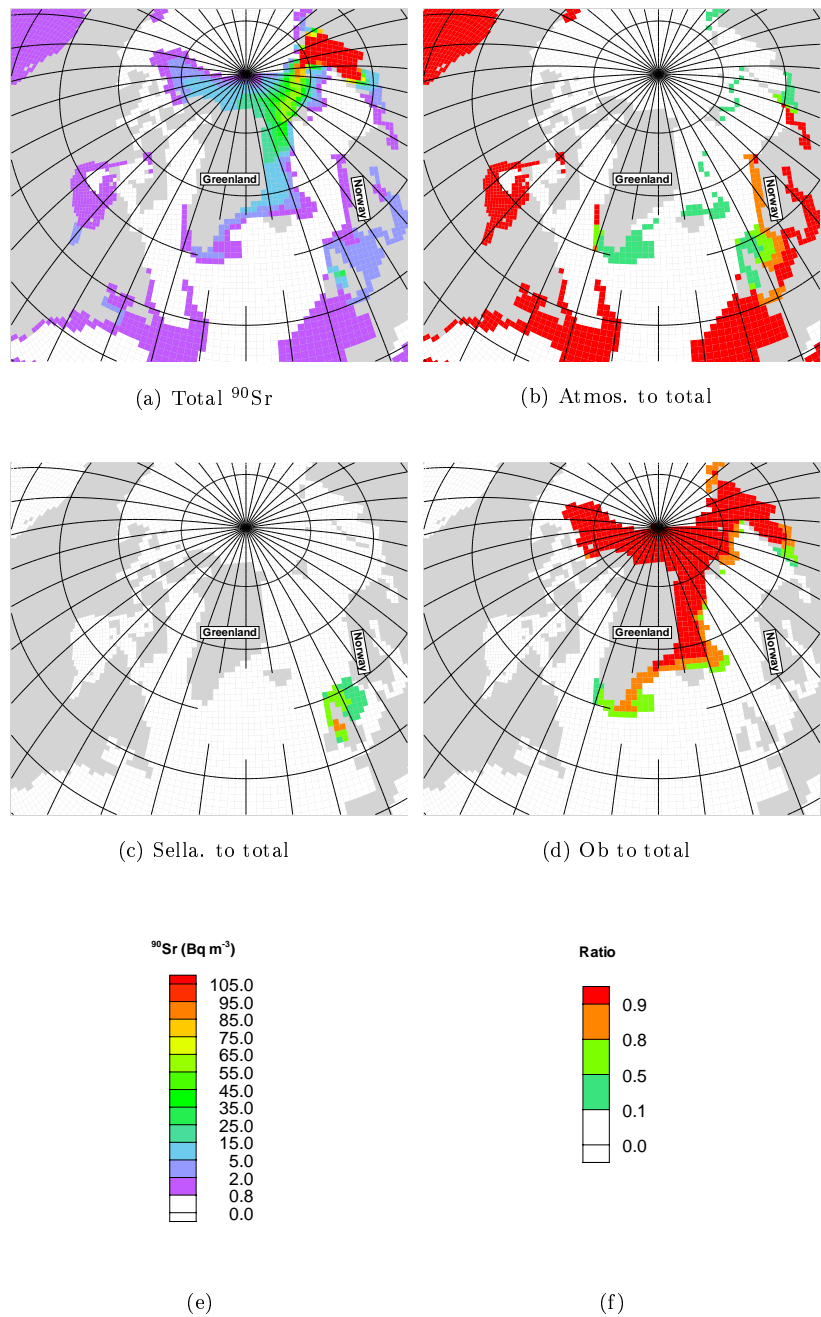 Greenland
Norway
Greenland
Norway
(a) Total ⁹⁰Sr
(b) Atmos. to total
Greenland
Norway
Greenland
Norway
(c) Sella. to total
(d) Ob to total
⁹⁰Sr (Bq m⁻³)
105.0
95.0
85.0
75.0
65.0
55.0
45.0
35.0
25.0
15.0
5.0
2.0
0.8
0.0
Ratio
0.9
0.8
0.5
0.1
0.0
(e)
(f)